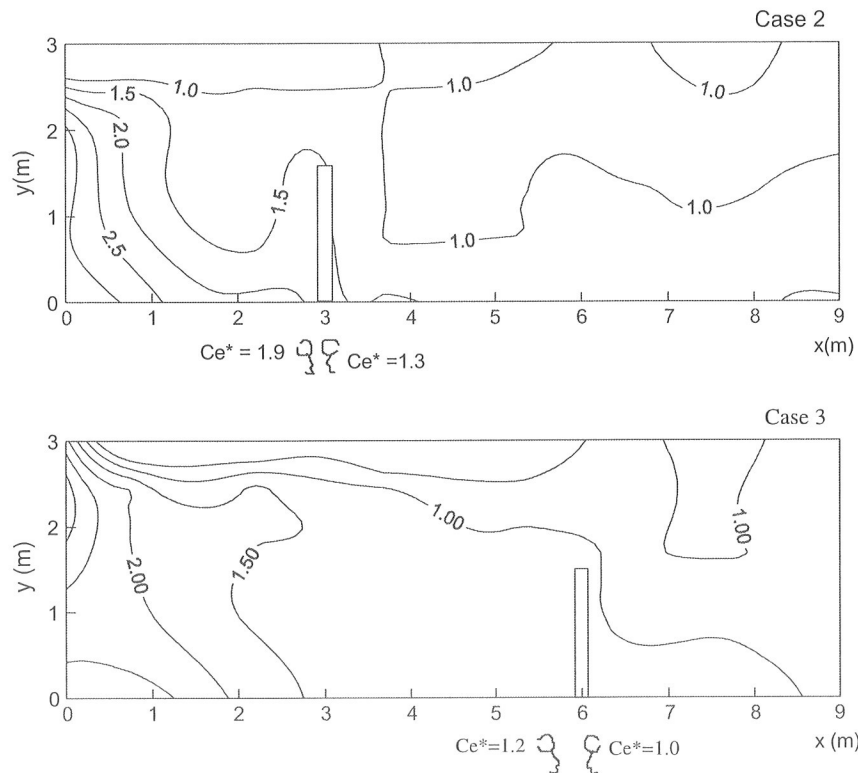 Case 2
3
2
1
0
y(m)
1.0
1.0
1.0
1.5
2.0
1.5
2.5
1.0
1.0
0 1 2 3 4 5 6 7 8 9
x(m)
Ce* = 1.9 Ce* =1.3
Case 3
3
2
1
0
y (m)
1.00
1.00
1.50
2.00
0 1 2 3 4 5 6 7 8 9
x (m)
Ce*=1.2 Ce*=1.0